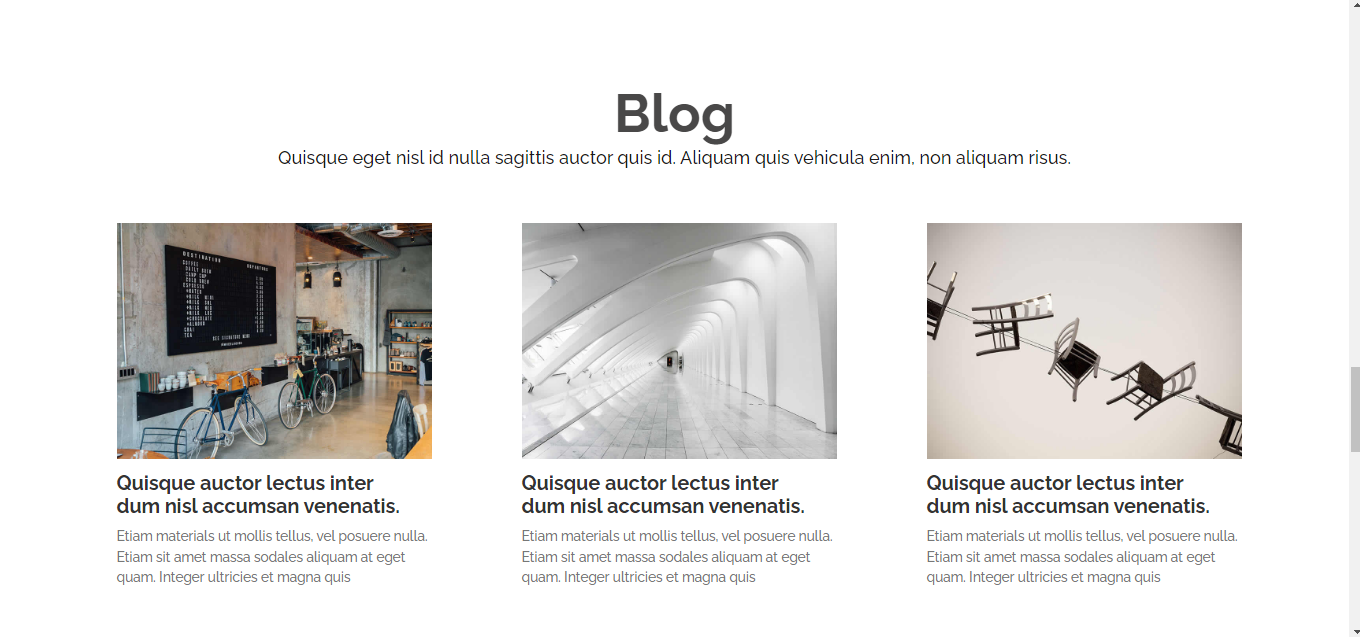 Blog
Quisque eget nisl id nulla sagittis auctor quis id. Aliquam quis vehicula enim, non aliquam risus.
DESTINATION
COFFEE
ESPRESSO
Quisque auctor lectus inter
dum nisl accumsan venenatis.
Etiam materials ut mollis tellus, vel posuere nulla.
Etiam sit amet massa sodales aliquam at eget
quam. Integer ultricies et magna quis
Quisque auctor lectus inter
dum nisl accumsan venenatis.
Etiam materials ut mollis tellus, vel posuere nulla.
Etiam sit amet massa sodales aliquam at eget
quam. Integer ultricies et magna quis
Quisque auctor lectus inter
dum nisl accumsan venenatis.
Etiam materials ut mollis tellus, vel posuere nulla.
Etiam sit amet massa sodales aliquam at eget
quam. Integer ultricies et magna quis